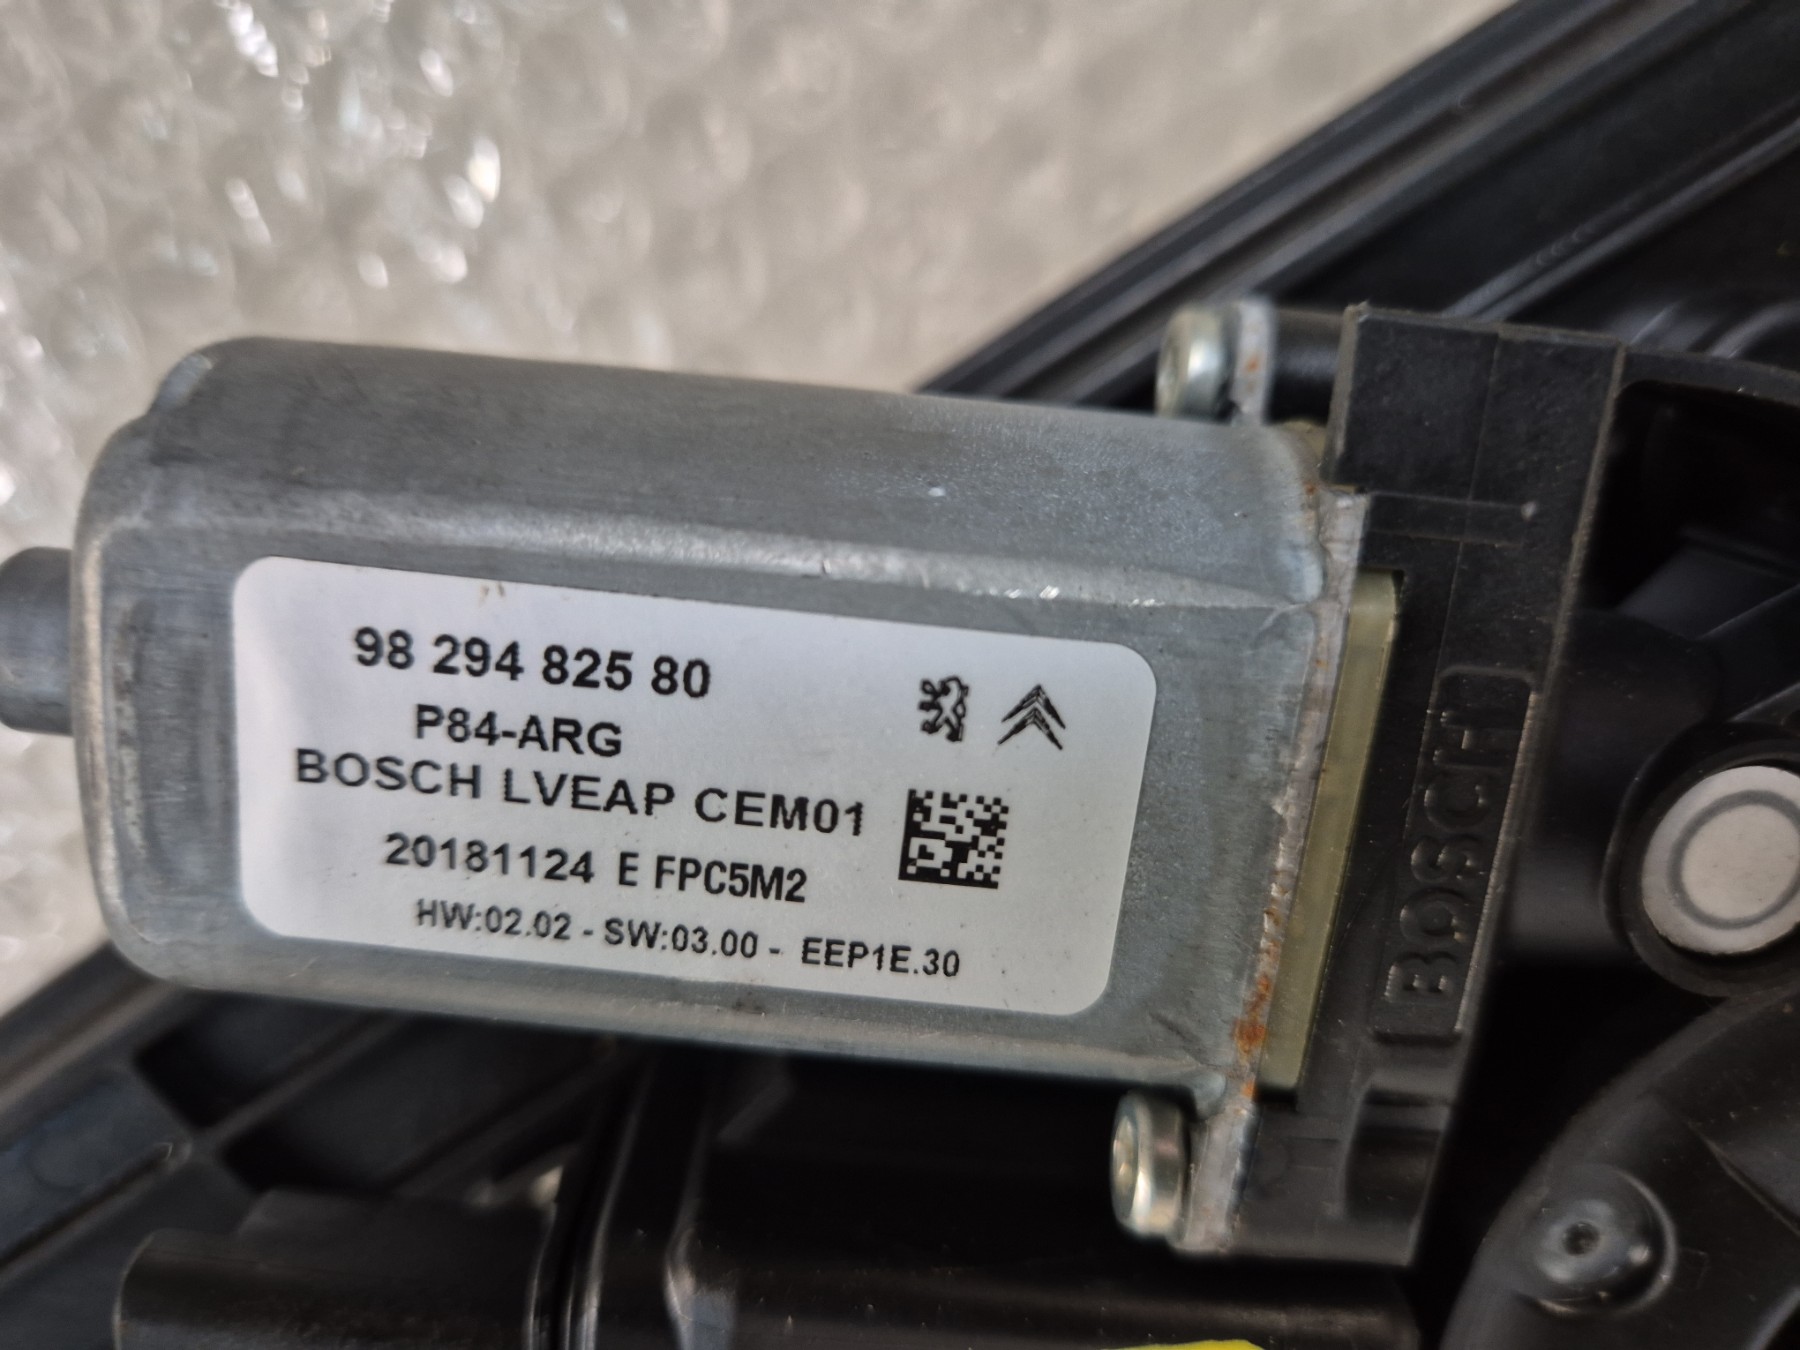 98 294 825 80
P84-ARG
BOSCH LVEAP CEM01
20181124 E FPC5M2
HW:02.02 - SW:03.00 - EEP1E.30
BOSCH